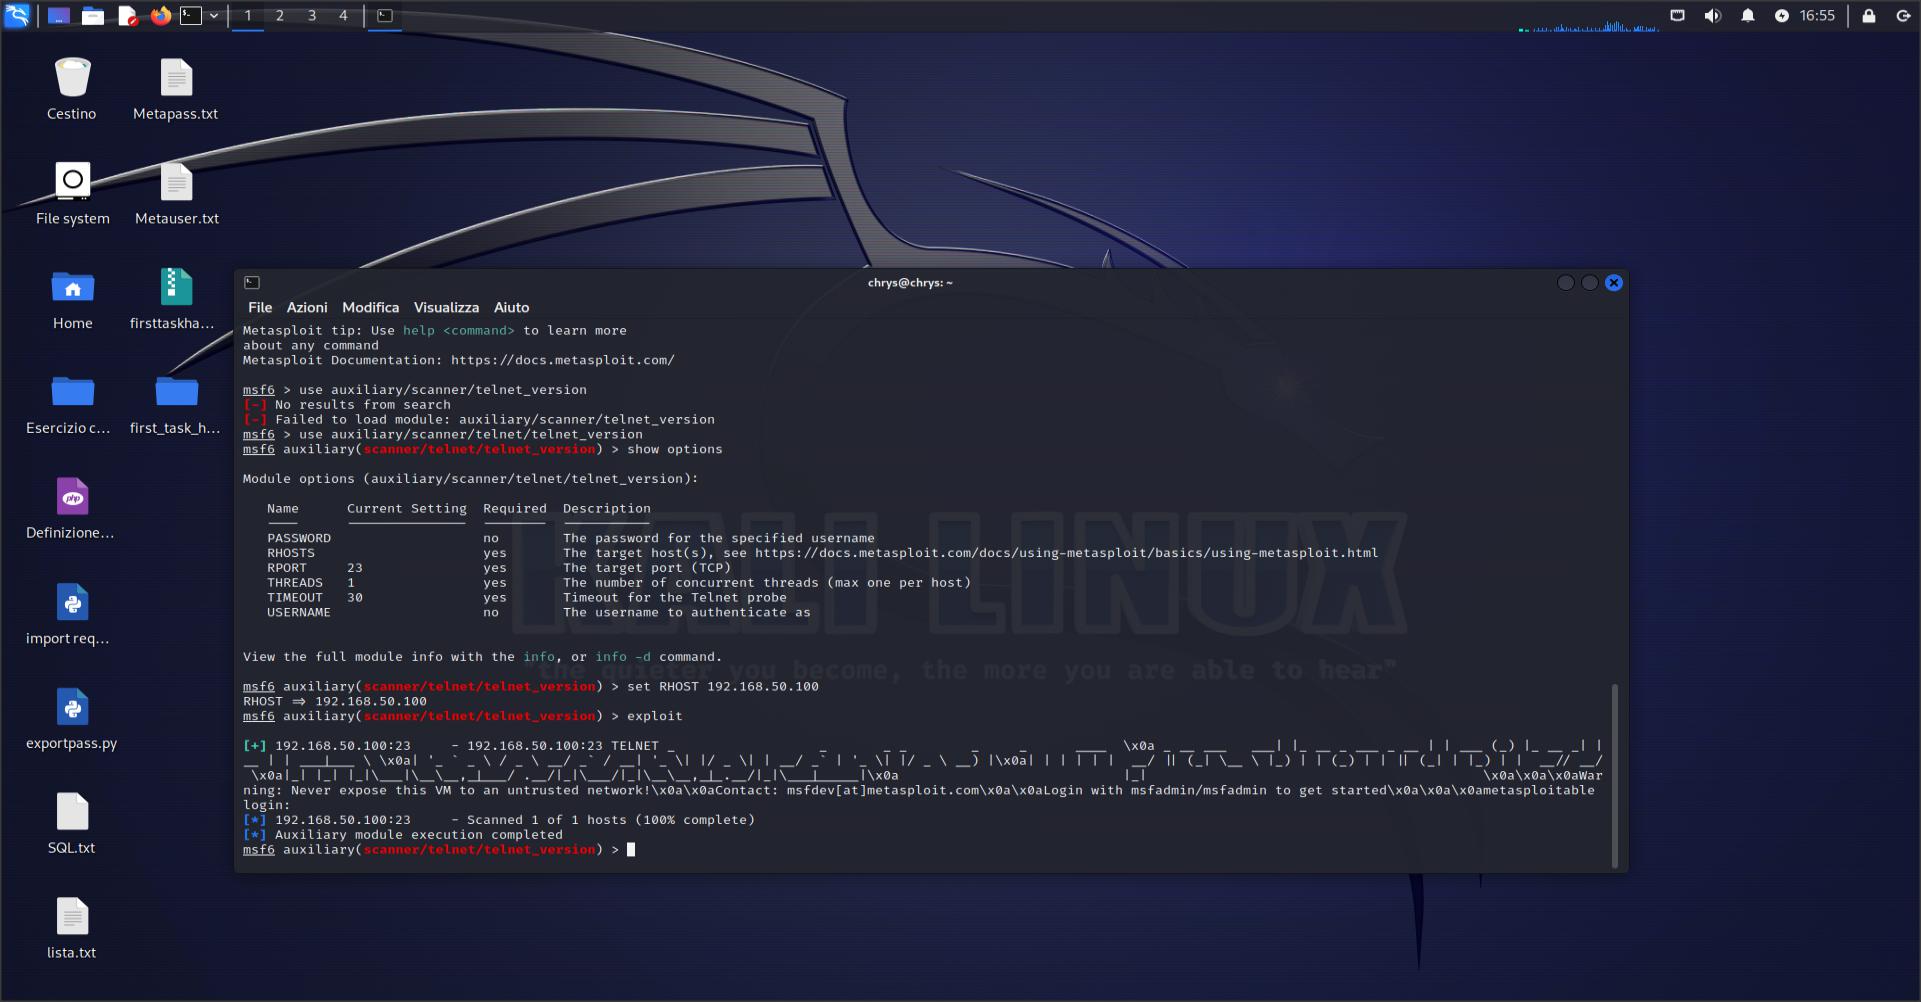 1 2 3 4
16:55
Cestino
Metapass.txt
File system
Metauser.txt
Home
firsttaskha...
Esercizio c...
first_task_h...
php
Definizione...
import req...
exportpass.py
SQL.txt
lista.txt
chrys@chrys: ~
File Azioni Modifica Visualizza Aiuto
Metasploit tip: Use help <command> to learn more
about any command
Metasploit Documentation: https://docs.metasploit.com/
msf6 > use auxiliary/scanner/telnet_version
[-] No results from search
[-] Failed to load module: auxiliary/scanner/telnet_version
msf6 > use auxiliary/scanner/telnet/telnet_version
msf6 auxiliary(scanner/telnet/telnet_version) > show options
Module options (auxiliary/scanner/telnet/telnet_version):
Name Current Setting Required Description
PASSWORD no The password for the specified username
RHOSTS yes The target host(s), see https://docs.metasploit.com/docs/using-metasploit/basics/using-metasploit.html
RPORT 23 yes The target port (TCP)
THREADS 1 yes The number of concurrent threads (max one per host)
TIMEOUT 30 yes Timeout for the Telnet probe
USERNAME no The username to authenticate as
View the full module info with the info, or info -d command.
msf6 auxiliary(scanner/telnet/telnet_version) > set RHOST 192.168.50.100
RHOST => 192.168.50.100
msf6 auxiliary(scanner/telnet/telnet_version) > exploit
[+] 192.168.50.100:23 - 192.168.50.100:23 TELNET
\x0a\x0a\x0aWar
ning: Never expose this VM to an untrusted network!\x0a\x0aContact: msfdev[at]metasploit.com\x0a\x0aLogin with msfadmin/msfadmin to get started\x0a\x0a\x0ametasploitable
login:
[*] 192.168.50.100:23 - Scanned 1 of 1 hosts (100% complete)
[*] Auxiliary module execution completed
msf6 auxiliary(scanner/telnet/telnet_version) >
KALI LINUX
"the quieter you become, the more you are able to hear"